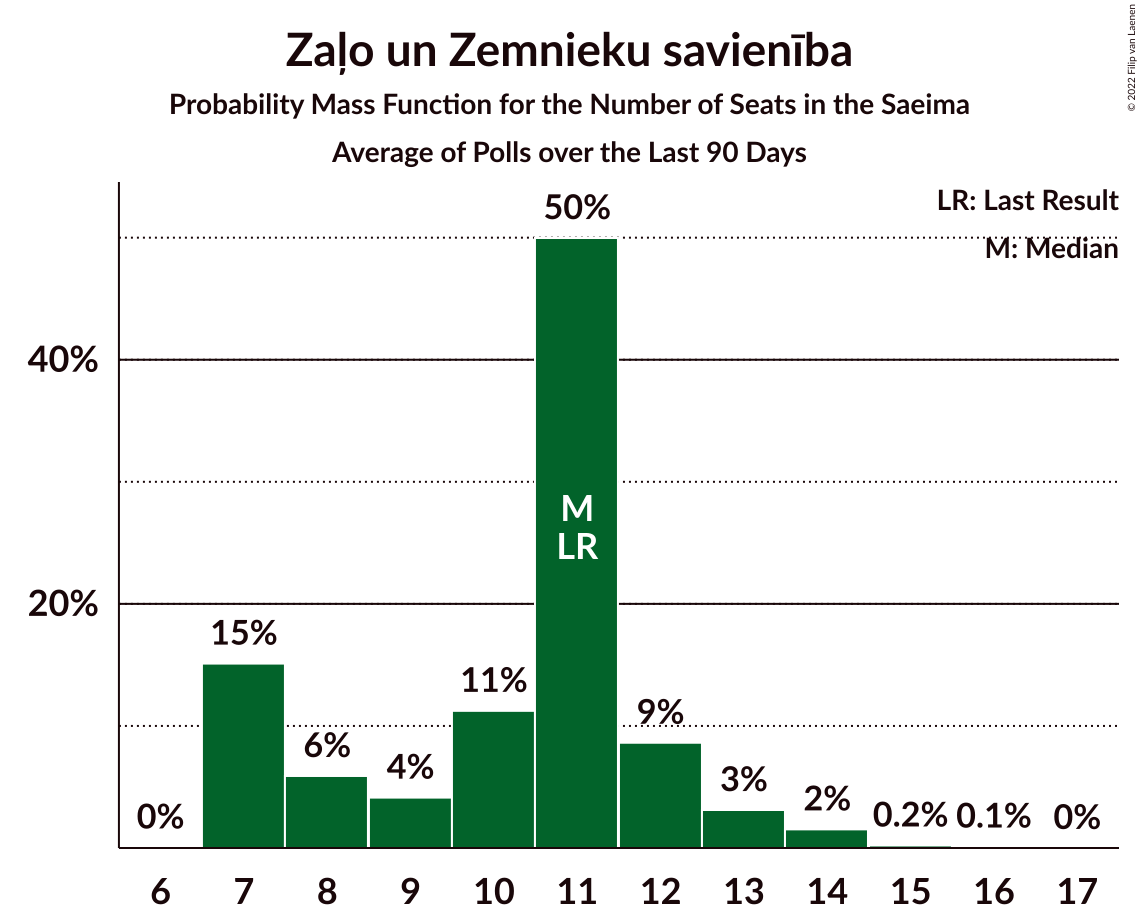 Zaļo un Zemnieku savienība
Probability Mass Function for the Number of Seats in the Saeima
Average of Polls over the Last 90 Days
© 2022 Filip van Laenen
LR: Last Result
M: Median
40%
20%
0%
15%
6%
4%
11%
50%
M
LR
9%
3%
2%
0.2%
0.1%
0%
6 7 8 9 10 11 12 13 14 15 16 17